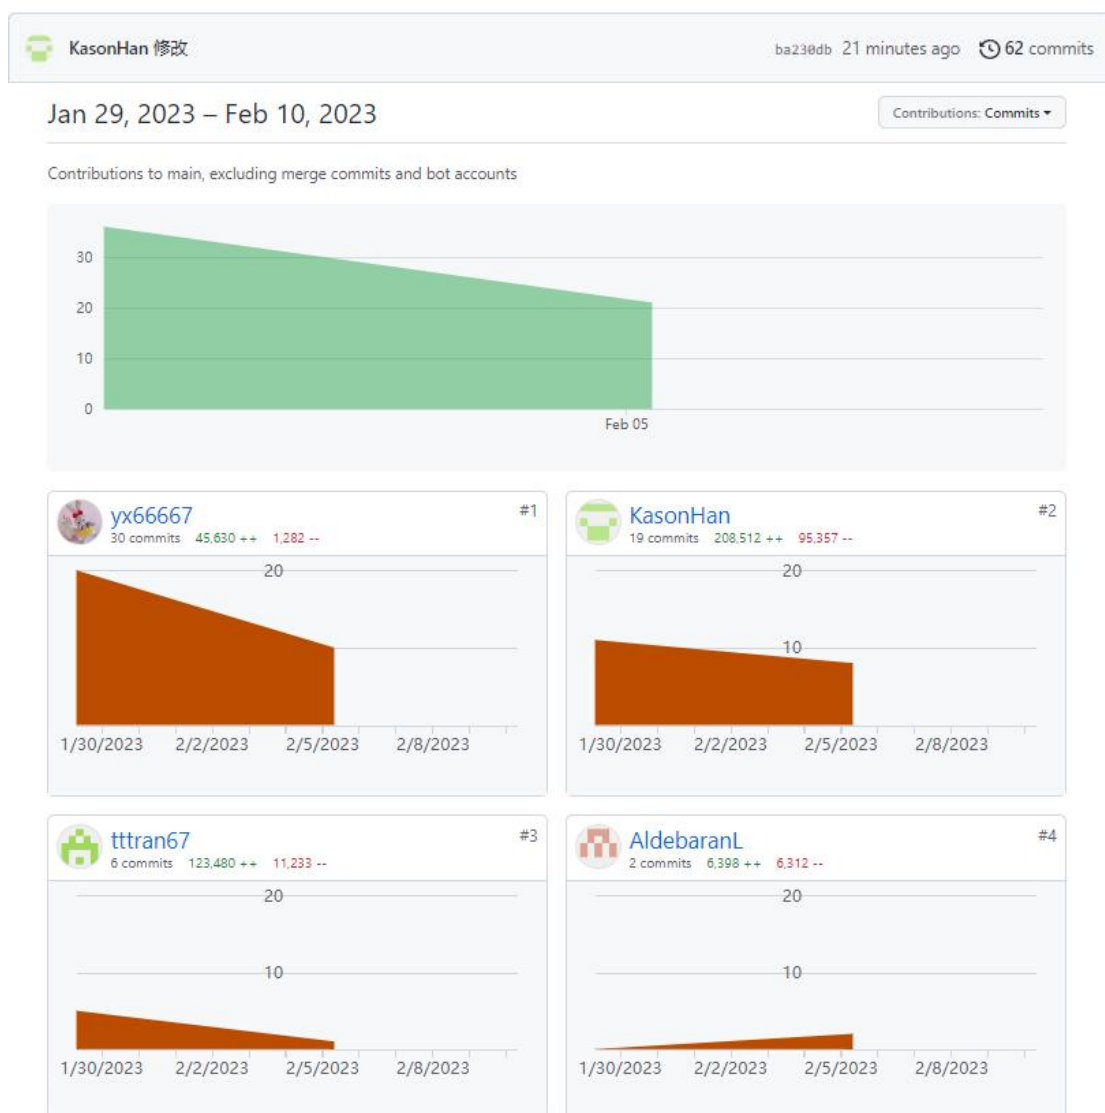 KasonHan 修改 ba230db 21 minutes ago 62 commits
Jan 29, 2023 – Feb 10, 2023 Contributions: Commits
Contributions to main, excluding merge commits and bot accounts
30
20
10
0
Feb 05
yx66667 #1
30 commits 45,630 ++ 1,282 --
20
1/30/2023 2/2/2023 2/5/2023 2/8/2023
KasonHan #2
19 commits 208,512 ++ 95,357 --
20
10
1/30/2023 2/2/2023 2/5/2023 2/8/2023
tttran67 #3
6 commits 123,480 ++ 11,233 --
20
10
1/30/2023 2/2/2023 2/5/2023 2/8/2023
AldebaranL #4
2 commits 6,398 ++ 6,312 --
20
10
1/30/2023 2/2/2023 2/5/2023 2/8/2023